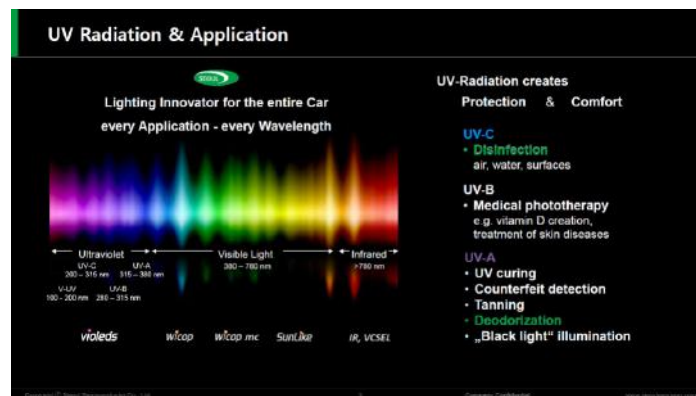 UV Radiation & Application
SEOUL
Lighting Innovator for the entire Car
every Application - every Wavelength
Ultraviolet
UV-C
UV-A
200 – 315 nm
315 – 380 nm
V-UV
UV-B
100 - 200 nm
280 – 315 nm
Visible Light
380 – 780 nm
Infrared
>780 nm
violeds
wicop
wicop mc
SunLike
IR, VCSEL
UV-Radiation creates
Protection & Comfort
UV-C
• Disinfection
air, water, surfaces
UV-B
• Medical phototherapy
e.g. vitamin D creation,
treatment of skin diseases
UV-A
• UV curing
• Counterfeit detection
• Tanning
• Deodorization
• „Black light“ illumination